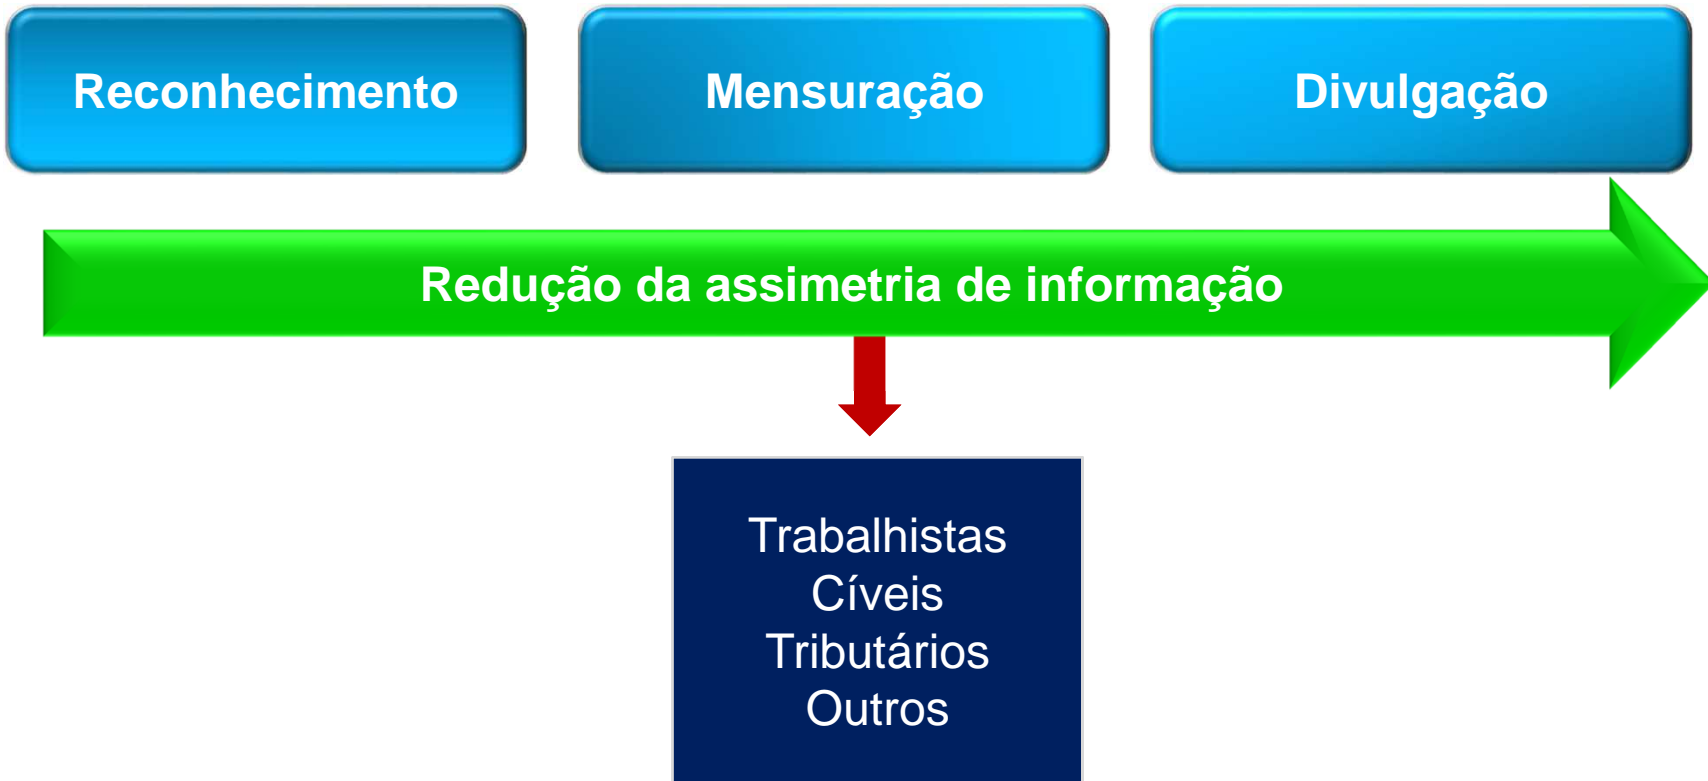 Reconhecimento
Mensuração
Divulgação
Redução da assimetria de informação
Trabalhistas
Cíveis
Tributários
Outros